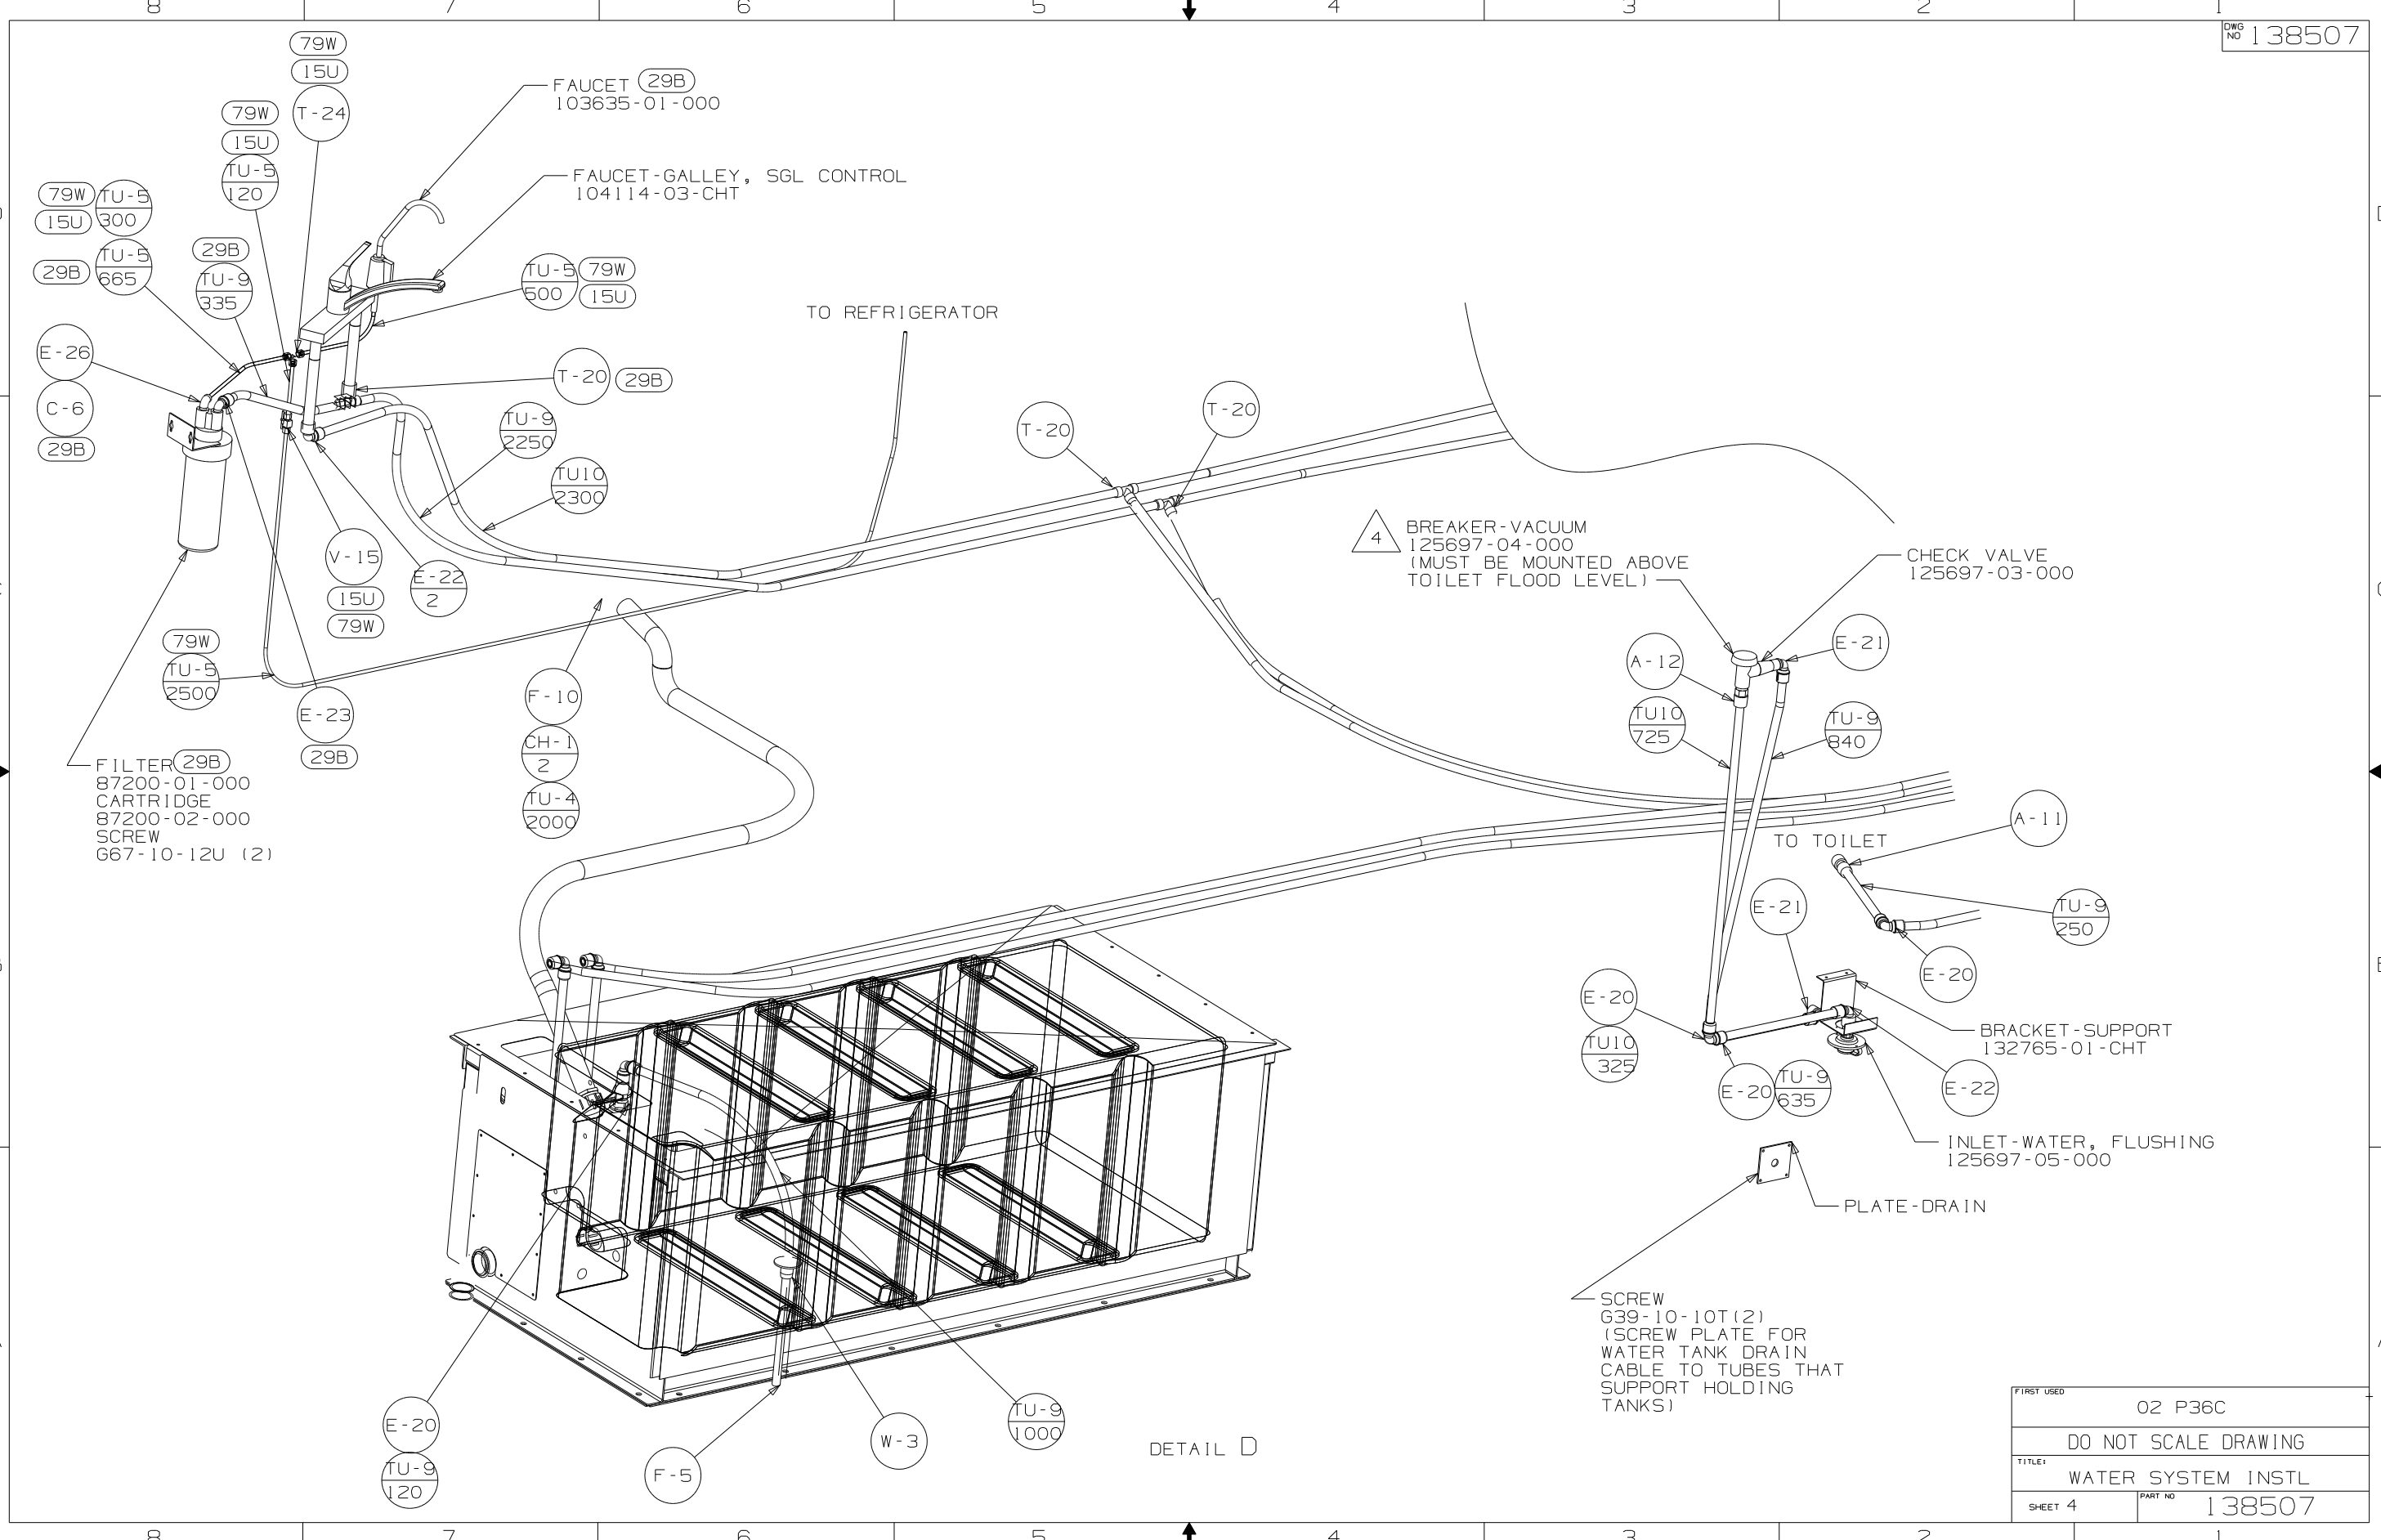 8 7 6 5 4 3 2 1
DWG NO 138507
79W
15U
T-24
FAUCET 29B
103635-01-000
79W
15U
TU-5
120
FAUCET-GALLEY, SGL CONTROL
104114-03-CHT
79W TU-5
15U 300
29B TU-5
665
29B
TU-9
335
TU-5 79W
500 15U
TO REFRIGERATOR
E-26
C-6
29B
T-20 29B
TU-9
2250
TU10
2300
T-20
T-20
V-15
15U
79W
E-22
2
4
BREAKER-VACUUM
125697-04-000
(MUST BE MOUNTED ABOVE
TOILET FLOOD LEVEL)
CHECK VALVE
125697-03-000
79W
TU-5
2500
E-23
29B
F-10
CH-1
2
TU-4
2000
E-21
A-12
TU10
725
TU-9
840
FILTER 29B
87200-01-000
CARTRIDGE
87200-02-000
SCREW
G67-10-12U (2)
TO TOILET
A-11
E-21
TU-9
250
E-20
E-20
TU10
325
BRACKET-SUPPORT
132765-01-CHT
E-20 TU-9
635
E-22
INLET-WATER, FLUSHING
125697-05-000
PLATE-DRAIN
SCREW
G39-10-10T(2)
(SCREW PLATE FOR
WATER TANK DRAIN
CABLE TO TUBES THAT
SUPPORT HOLDING
TANKS)
E-20
TU-9
120
F-5
W-3
TU-9
1000
DETAIL D
FIRST USED
02 P36C
DO NOT SCALE DRAWING
TITLE:
WATER SYSTEM INSTL
SHEET 4 PART NO 138507
8 7 6 5 4 3 2 1